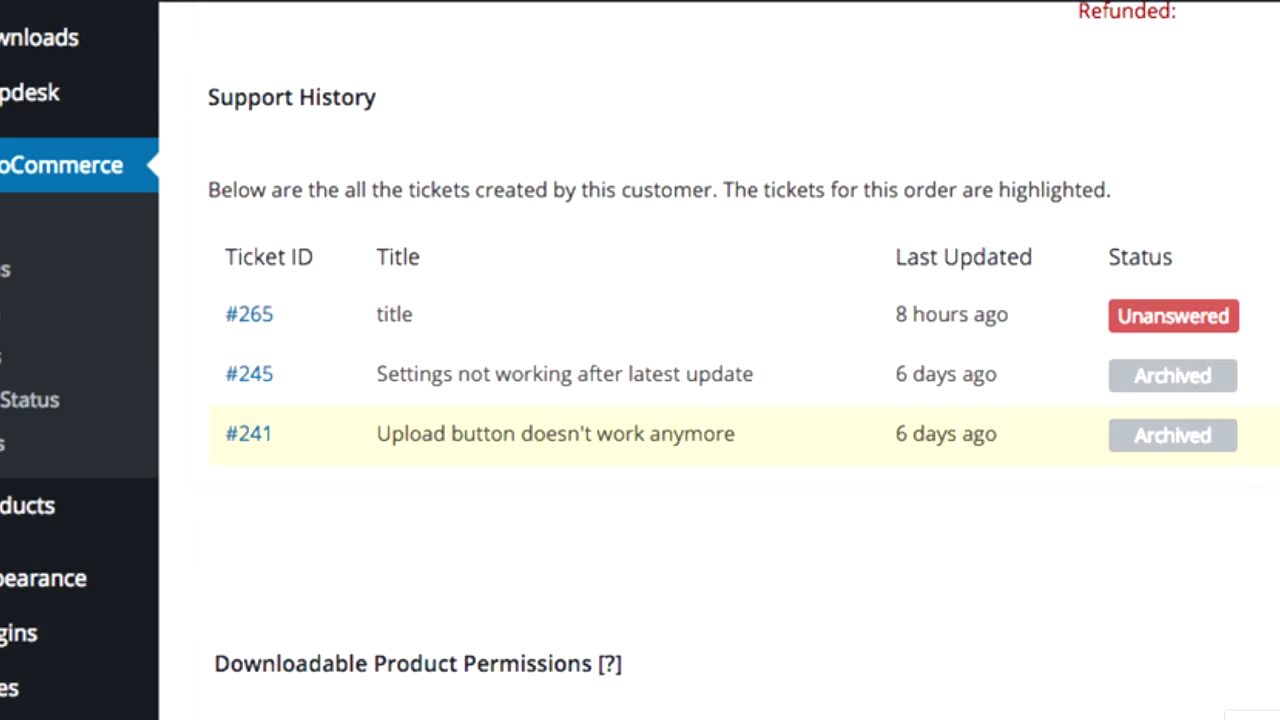 Refunded:
wnloads
pdesk
oCommerce
s
s
Status
s
ducts
pearance
gins
es
Support History
Below are the all the tickets created by this customer. The tickets for this order are highlighted.
Ticket ID Title Last Updated Status
#265 title 8 hours ago Unanswered
#245 Settings not working after latest update 6 days ago Archived
#241 Upload button doesn't work anymore 6 days ago Archived
Downloadable Product Permissions [?]